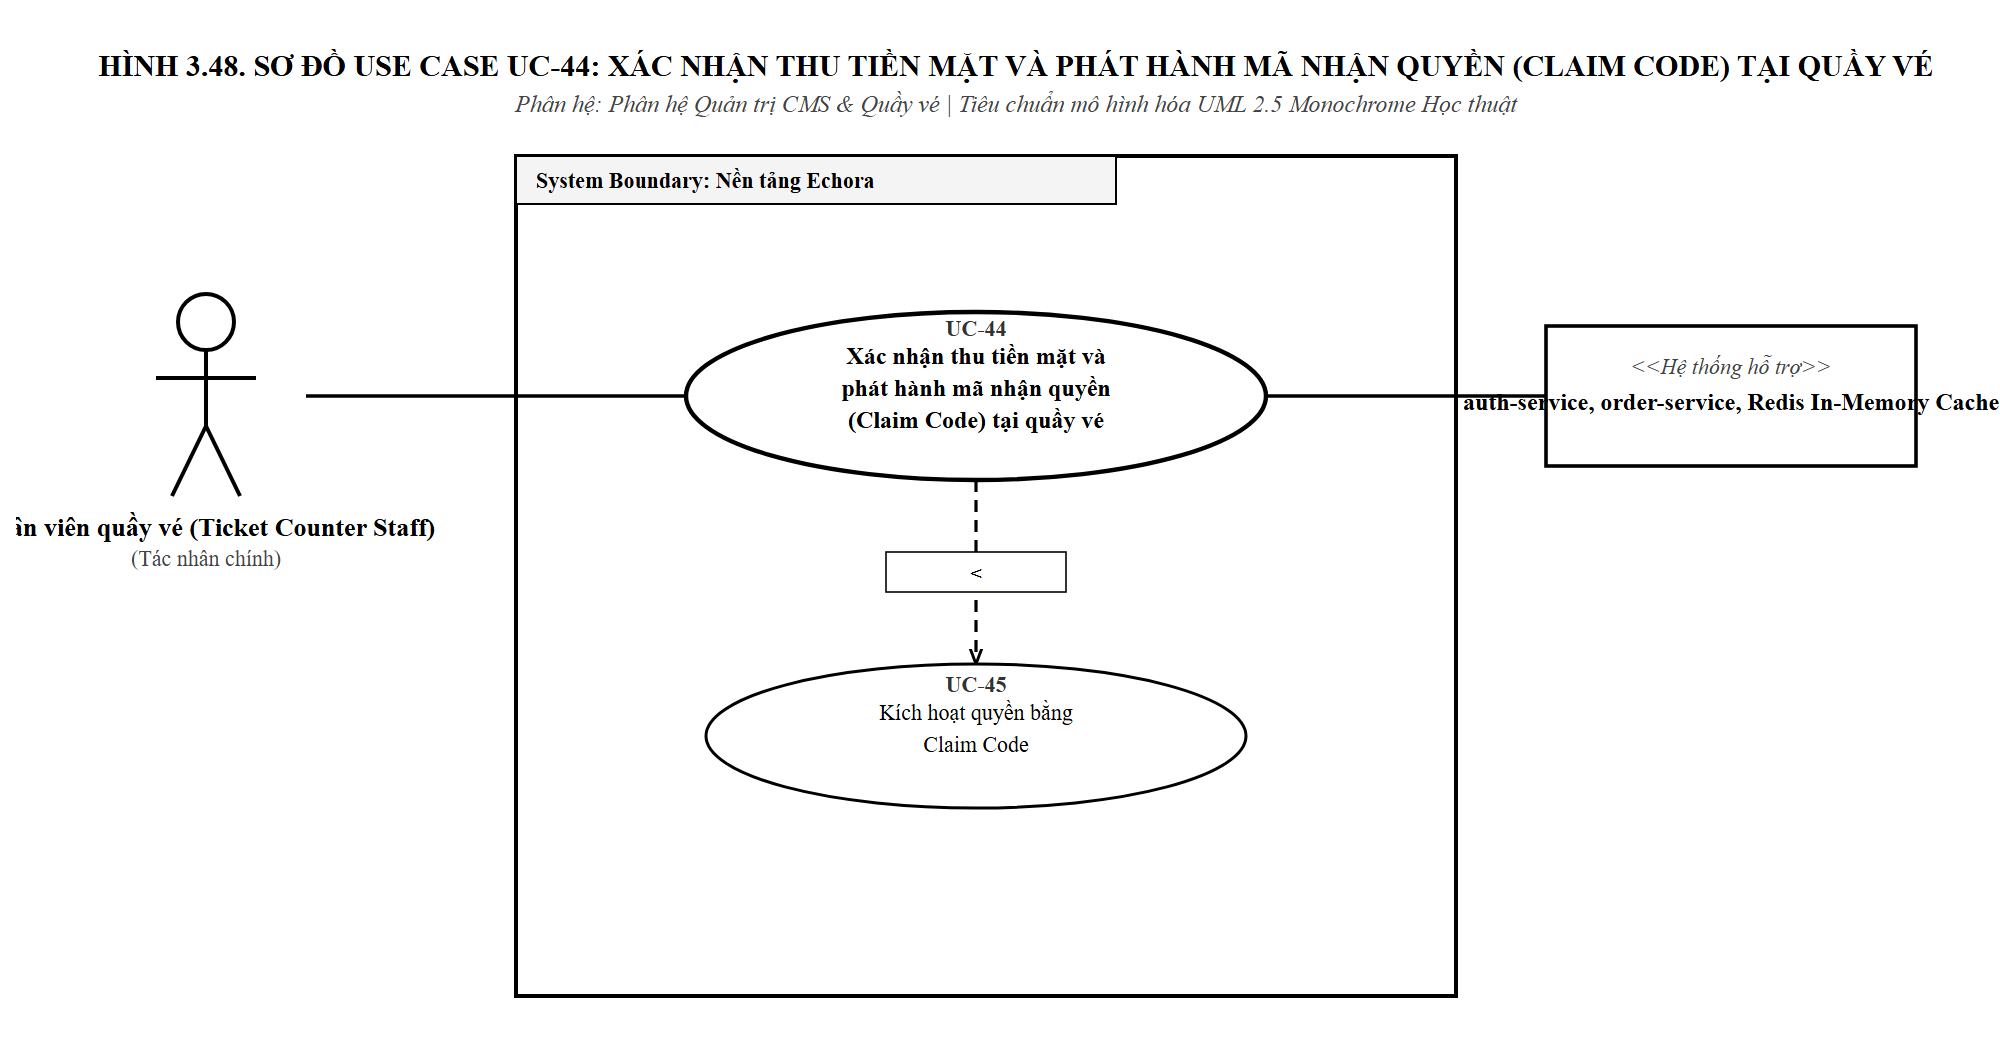 HÌNH 3.48. SƠ ĐỒ USE CASE UC-44: XÁC NHẬN THU TIỀN MẶT VÀ PHÁT HÀNH MÃ NHẬN QUYỀN (CLAIM CODE) TẠI QUẦY VÉ
Phân hệ: Phân hệ Quản trị CMS & Quầy vé | Tiêu chuẩn mô hình hóa UML 2.5 Monochrome Học thuật
System Boundary: Nền tảng Echora
UC-44
Xác nhận thu tiền mặt và
phát hành mã nhận quyền
(Claim Code) tại quầy vé
<<Hệ thống hỗ trợ>>
auth-service, order-service, Redis In-Memory Cache
ân viên quầy vé (Ticket Counter Staff)
(Tác nhân chính)
<
UC-45
Kích hoạt quyền bằng
Claim Code